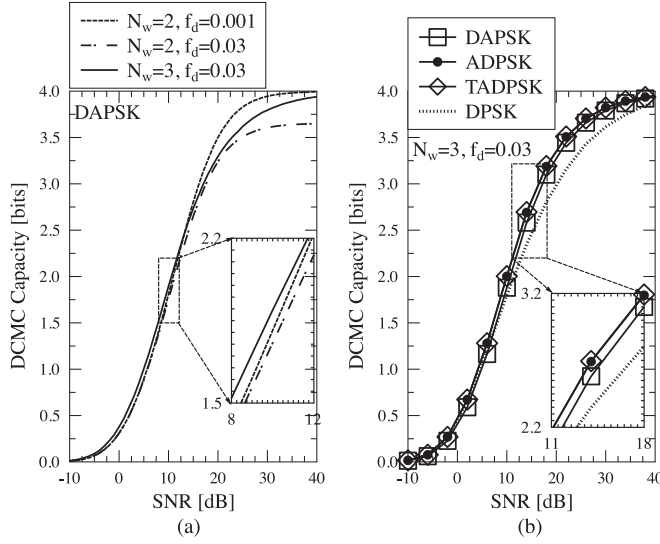 N_w=2, f_d=0.001
N_w=2, f_d=0.03
N_w=3, f_d=0.03
DAPSK
DCMC Capacity [bits]
4.0
3.5
3.0
2.5
2.0
1.5
1.0
0.5
0.0
2.2
1.5
8
12
-10
0
10
20
30
40
SNR [dB]
(a)
DAPSK
ADPSK
TADPSK
DPSK
N_w=3, f_d=0.03
DCMC Capacity [bits]
4.0
3.5
3.0
2.5
2.0
1.5
1.0
0.5
0.0
3.2
2.2
11
18
-10
0
10
20
30
40
SNR [dB]
(b)